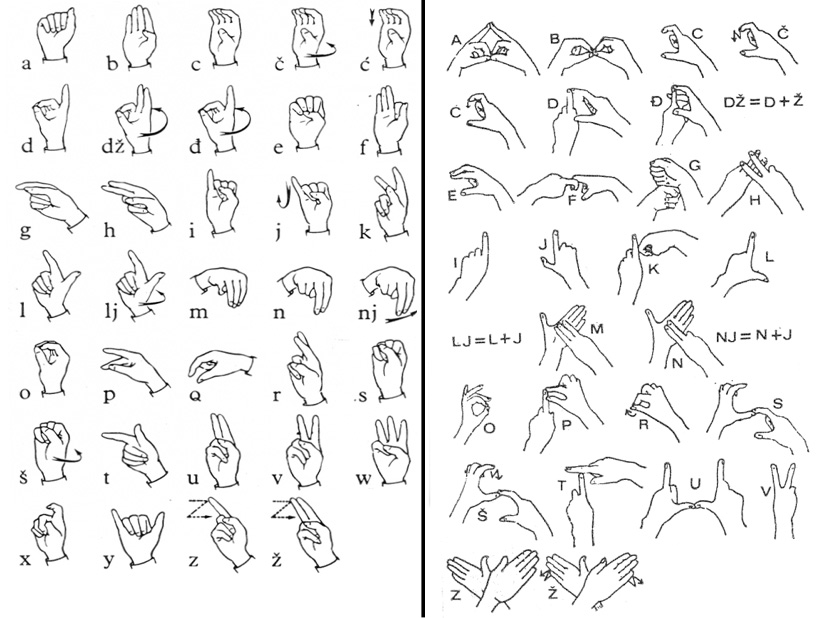 a b c č ć
d dž đ e f
g h i j k
l lj m n nj
o p Q r s
š t u v w
x y z ž
A B C Č
Ć D Đ DŽ=D+Ž
E F G H
I J K L
LJ=L+J M N NJ=N+J
O P R S
Š T U V
Z Ž